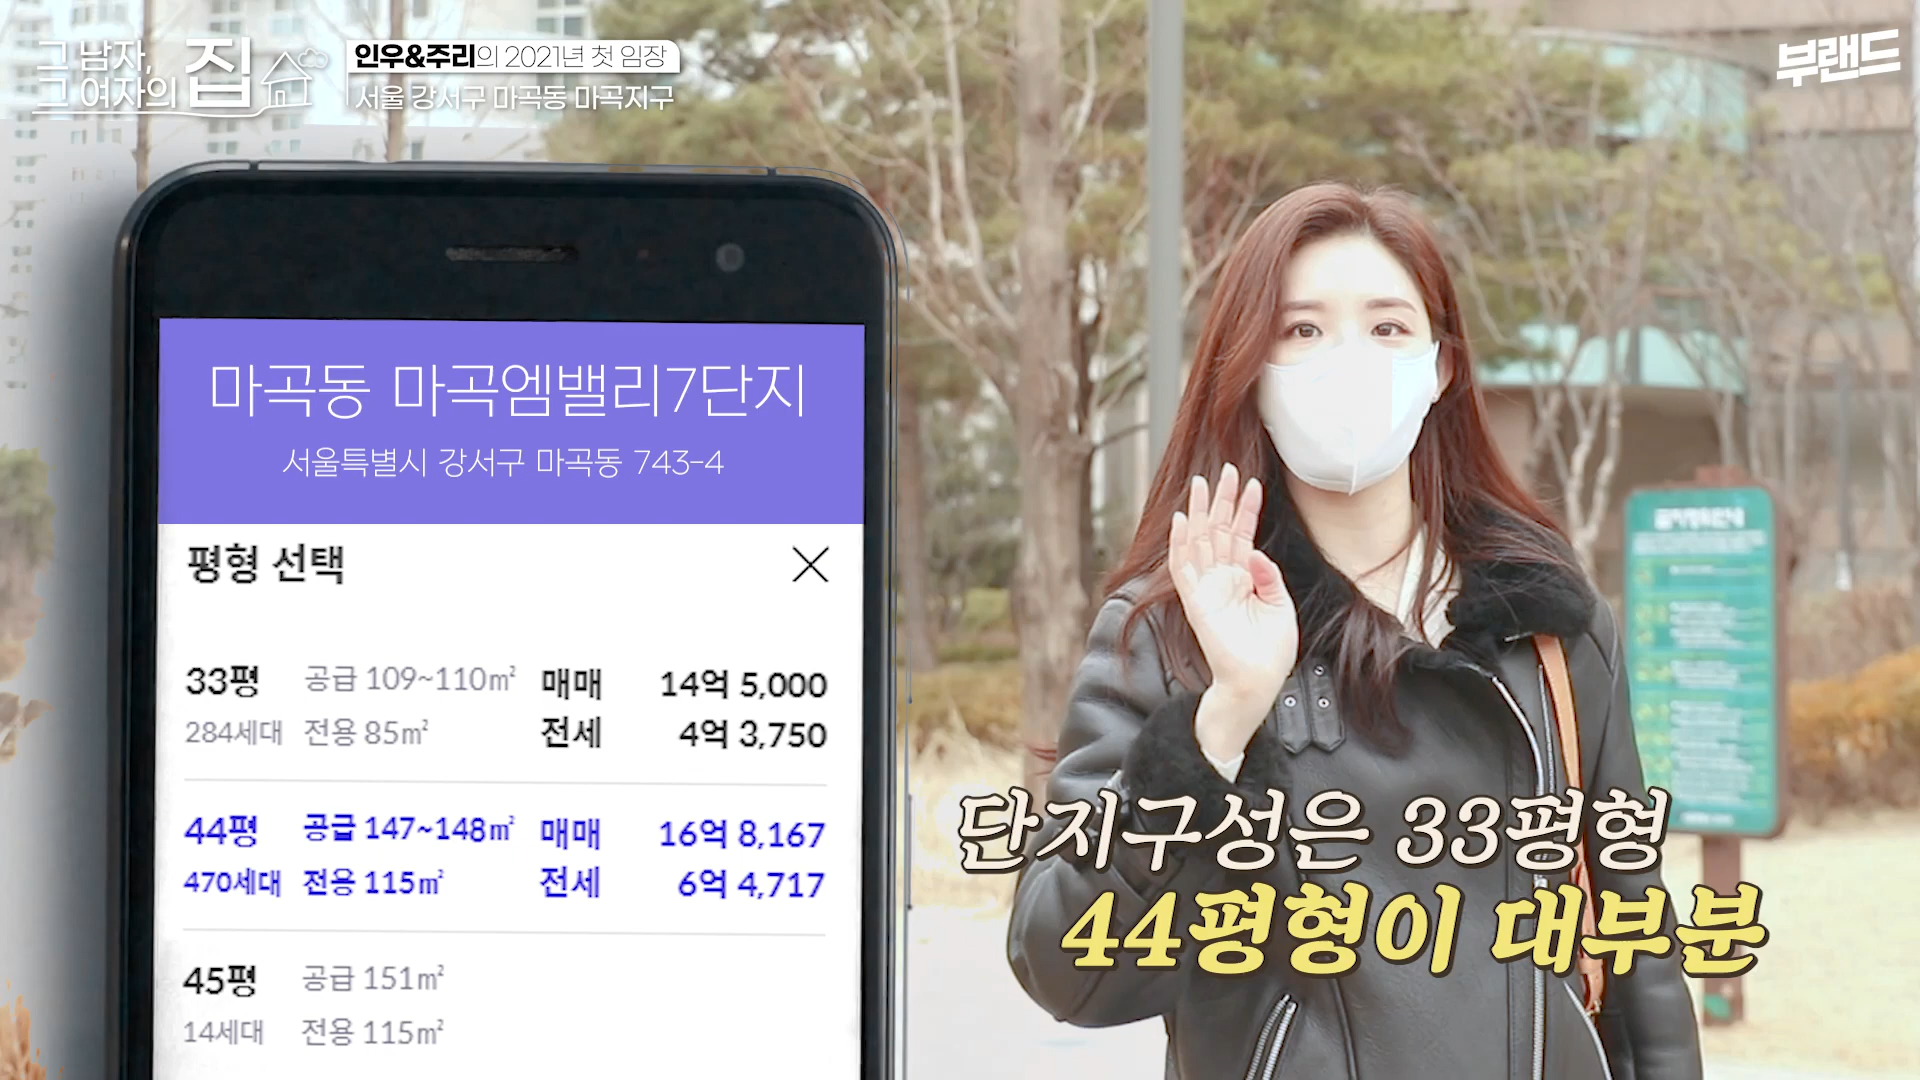 그 남자,
그 여자의 집
인우&주리의 2021년 첫 임장
서울 강서구 마곡동 마곡지구
부랜드
마곡동 마곡엠밸리7단지
서울특별시 강서구 마곡동 743-4
평형 선택
33평 공급 109~110㎡ 매매 14억 5,000
284세대 전용 85㎡ 전세 4억 3,750
44평 공급 147~148㎡ 매매 16억 8,167
470세대 전용 115㎡ 전세 6억 4,717
45평 공급 151㎡
14세대 전용 115㎡
단지구성은 33평형
44평형이 대부분